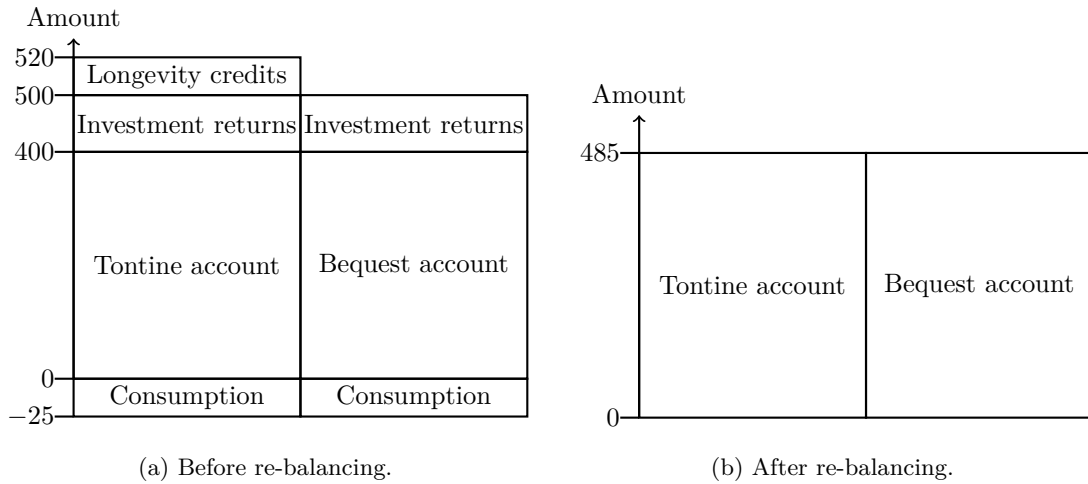 Amount
520
Longevity credits
500
Investment returns Investment returns
400
Tontine account Bequest account
0
Consumption Consumption
−25
(a) Before re-balancing.
Amount
485
Tontine account Bequest account
0
(b) After re-balancing.